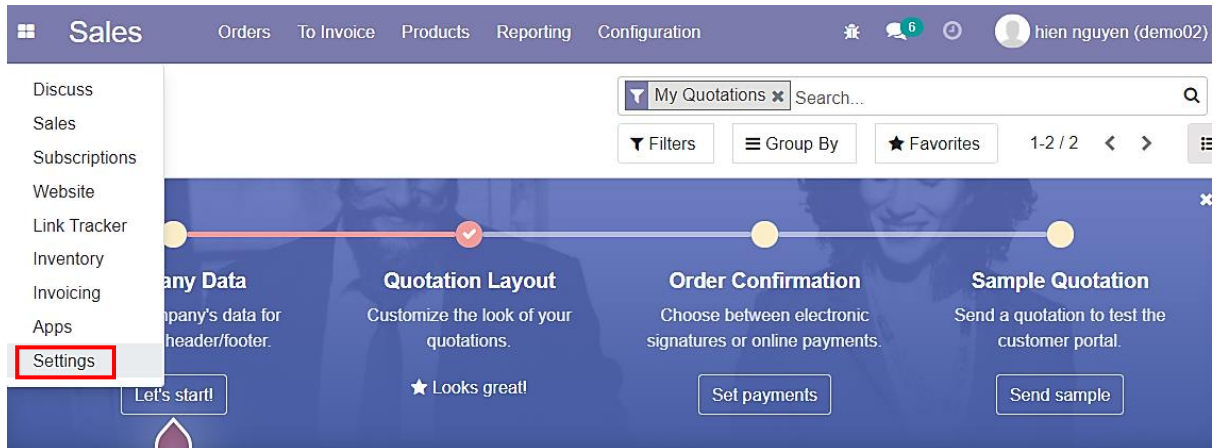 Sales Orders To Invoice Products Reporting Configuration 6 hien nguyen (demo02)
Discuss
Sales
Subscriptions
Website
Link Tracker
Inventory
Invoicing
Apps
Settings
My Quotations Search...
Filters Group By Favorites 1-2 / 2
Data
data for
header/footer.
Let's start!
Quotation Layout
Customize the look of your
quotations.
Looks great!
Order Confirmation
Choose between electronic
signatures or online payments.
Set payments
Sample Quotation
Send a quotation to test the
customer portal.
Send sample